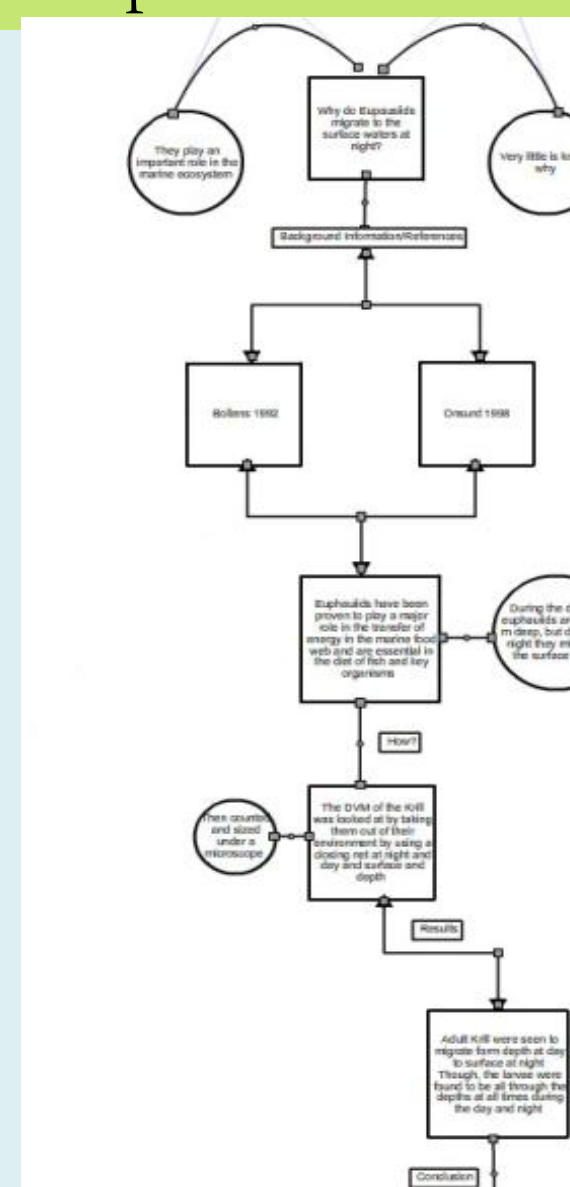 Why do Eupausiids
migrate to the
surface waters at
night?
They play an
important role in the
marine ecosystem
Very little is
why
Background Information/References
Bollens 1992
Onsurd 1998
Euphauiids have been
proven to play a major
role in the transfer of
energy in the marine food
web and are essential in
the diet of fish and key
organisms
During the
euphauiids
m deep, but
night they
the surface
How?
The DVM of the Krill
was looked at by taking
them out of their
environment by using a
closing net at night and
day and surface and
depth
Then counted
and sized
under a
microscope
Results
Adult Krill were seen to
migrate form depth at day
to surface at night
Though, the larvae were
found to be all through the
depths at all times during
the day and night
Conclusion